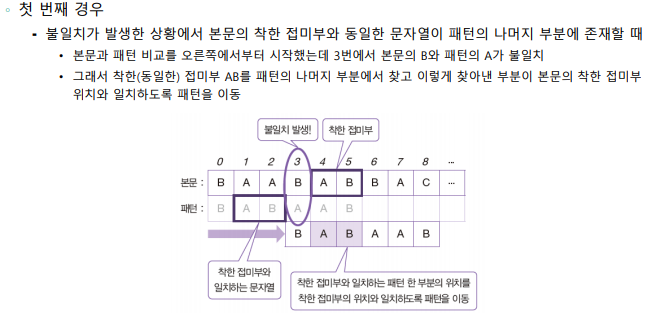 첫 번째 경우
불일치가 발생한 상황에서 본문의 착한 접미부와 동일한 문자열이 패턴의 나머지 부분에 존재할 때
본문과 패턴 비교를 오른쪽에서부터 시작했는데 3번에서 본문의 B와 패턴의 A가 불일치
그래서 착한(동일한) 접미부 AB를 패턴의 나머지 부분에서 찾고 이렇게 찾아낸 부분이 본문의 착한 접미부
위치와 일치하도록 패턴을 이동
불일치 발생! 착한 접미부
0 1 2 3 4 5 6 7 8 ...
본문 : B A A B A B B A C ...
패턴 : B A B A A B
B A B A A B
착한 접미부와
일치하는 문자열
착한 접미부와 일치하는 패턴 한 부분의 위치를
착한 접미부의 위치와 일치하도록 패턴을 이동